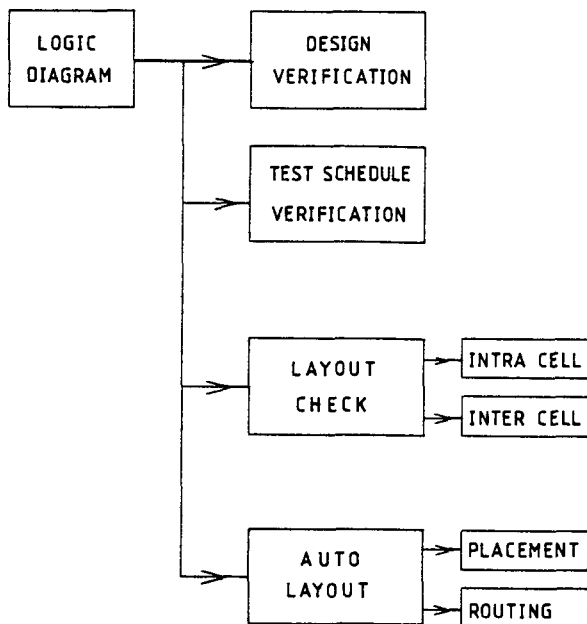 LOGIC
DIAGRAM
DESIGN
VERIFICATION
TEST SCHEDULE
VERIFICATION
LAYOUT
CHECK
INTRA CELL
INTER CELL
AUTO
LAYOUT
PLACEMENT
ROUTING